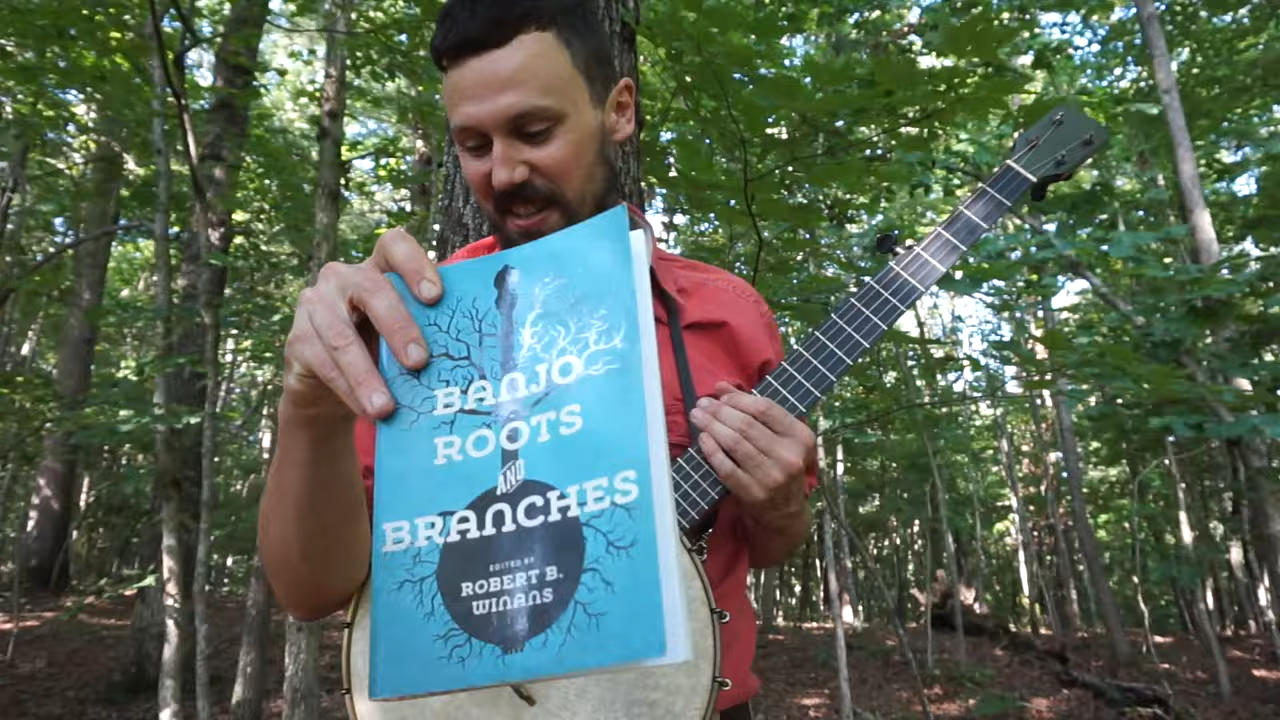 BANJO
ROOTS
AND
BRANCHES
EDITED BY
ROBERT B.
WINANS